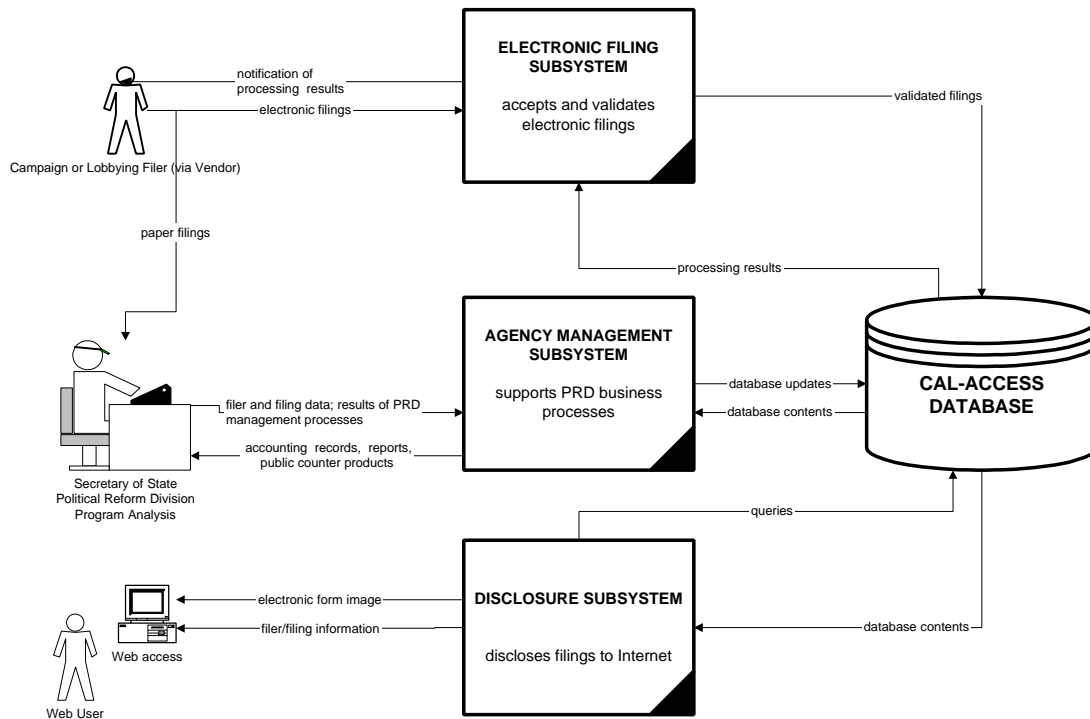 ELECTRONIC FILING
SUBSYSTEM
accepts and validates
electronic filings
notification of
processing results
electronic filings
validated filings
Campaign or Lobbying Filer (via Vendor)
paper filings
processing results
AGENCY MANAGEMENT
SUBSYSTEM
supports PRD business
processes
CAL-ACCESS
DATABASE
database updates
database contents
filer and filing data; results of PRD
management processes
accounting records, reports,
public counter products
Secretary of State
Political Reform Division
Program Analysis
queries
DISCLOSURE SUBSYSTEM
discloses filings to Internet
electronic form image
filer/filing information
database contents
Web access
Web User